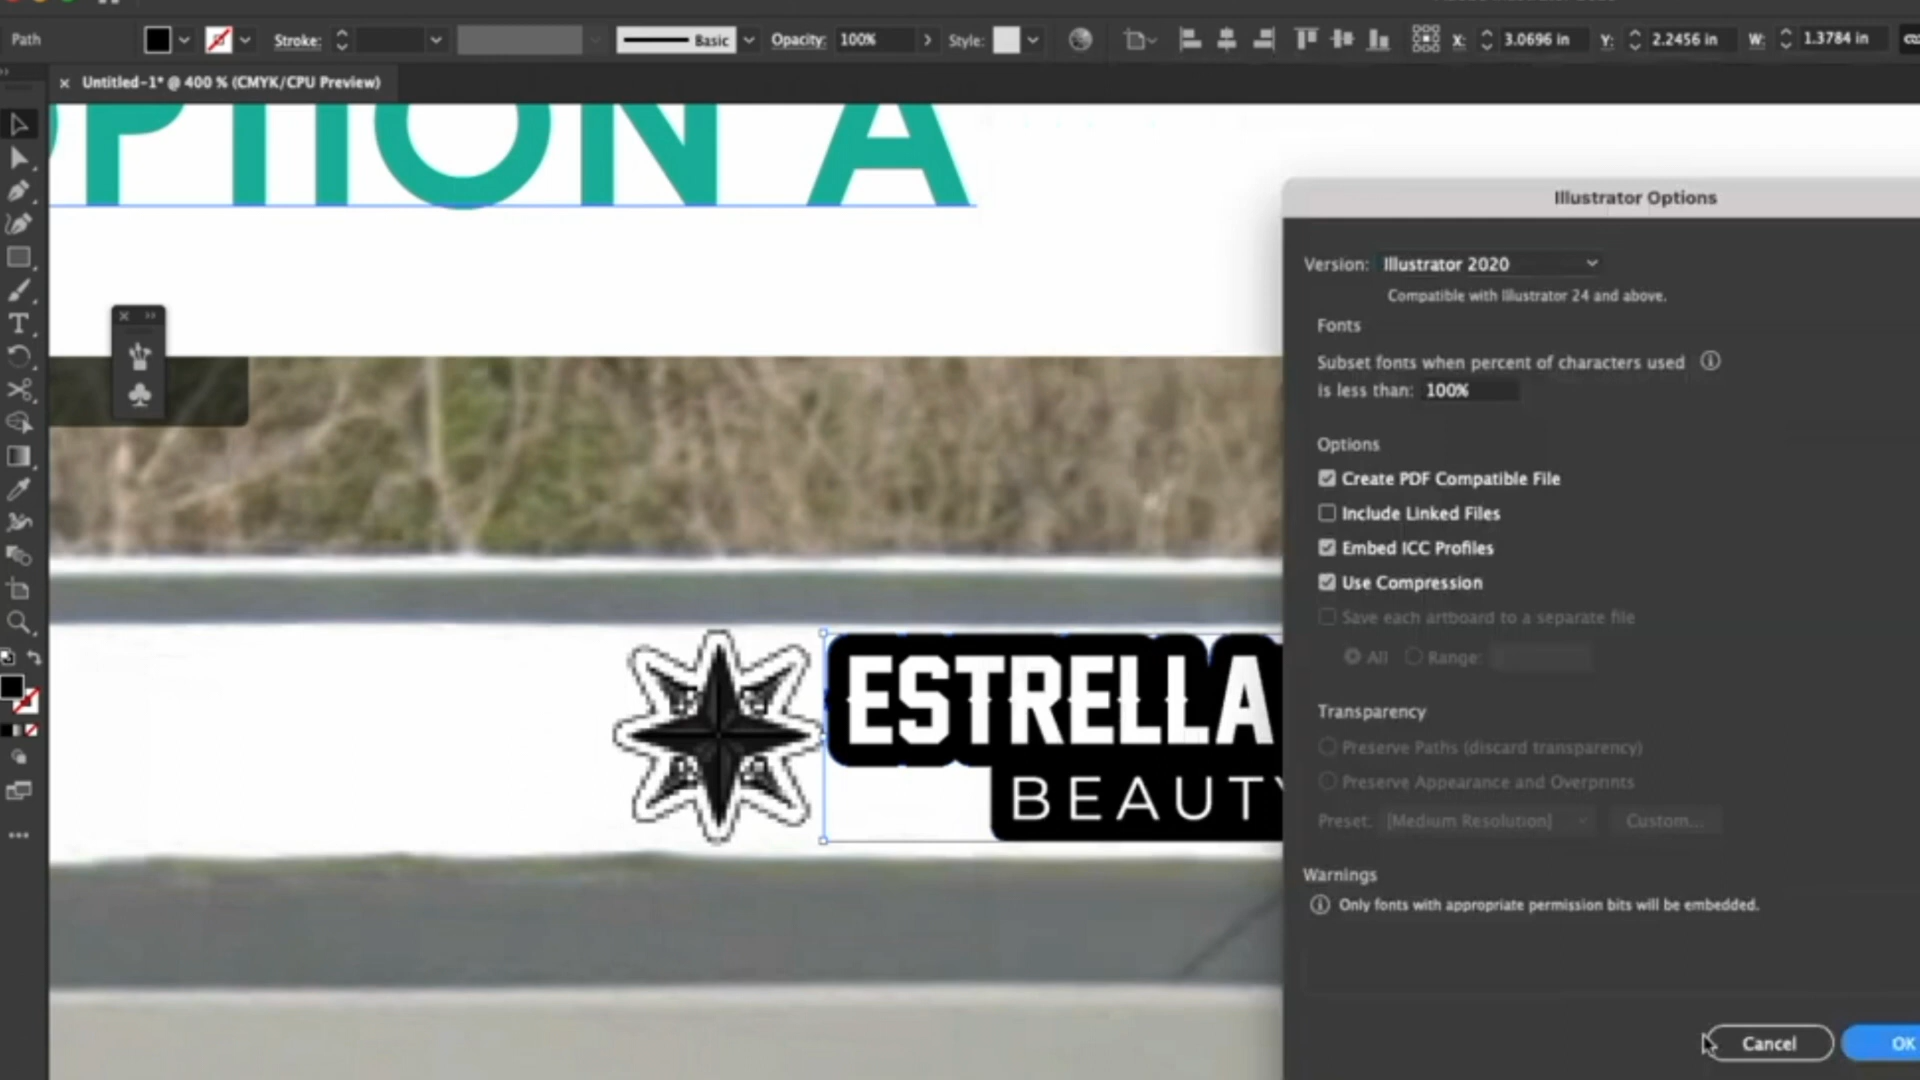 Path
Stroke:
Basic
Opacity: 100%
Style:
X: 3.0696 in
Y: 2.2456 in
W: 1.3784 in
Untitled-1* @ 400 % (CMYK/CPU Preview)
OPTION A
Illustrator Options
Version: Illustrator 2020
Compatible with Illustrator 24 and above.
Fonts
Subset fonts when percent of characters used
is less than: 100%
Options
Create PDF Compatible File
Include Linked Files
Embed ICC Profiles
Use Compression
Save each artboard to a separate file
All Range:
Transparency
Preserve Paths (discard transparency)
Preserve Appearance and Overprints
Preset: [Medium Resolution] Custom...
Warnings
Only fonts with appropriate permission bits will be embedded.
Cancel OK
ESTRELLA
BEAUTY